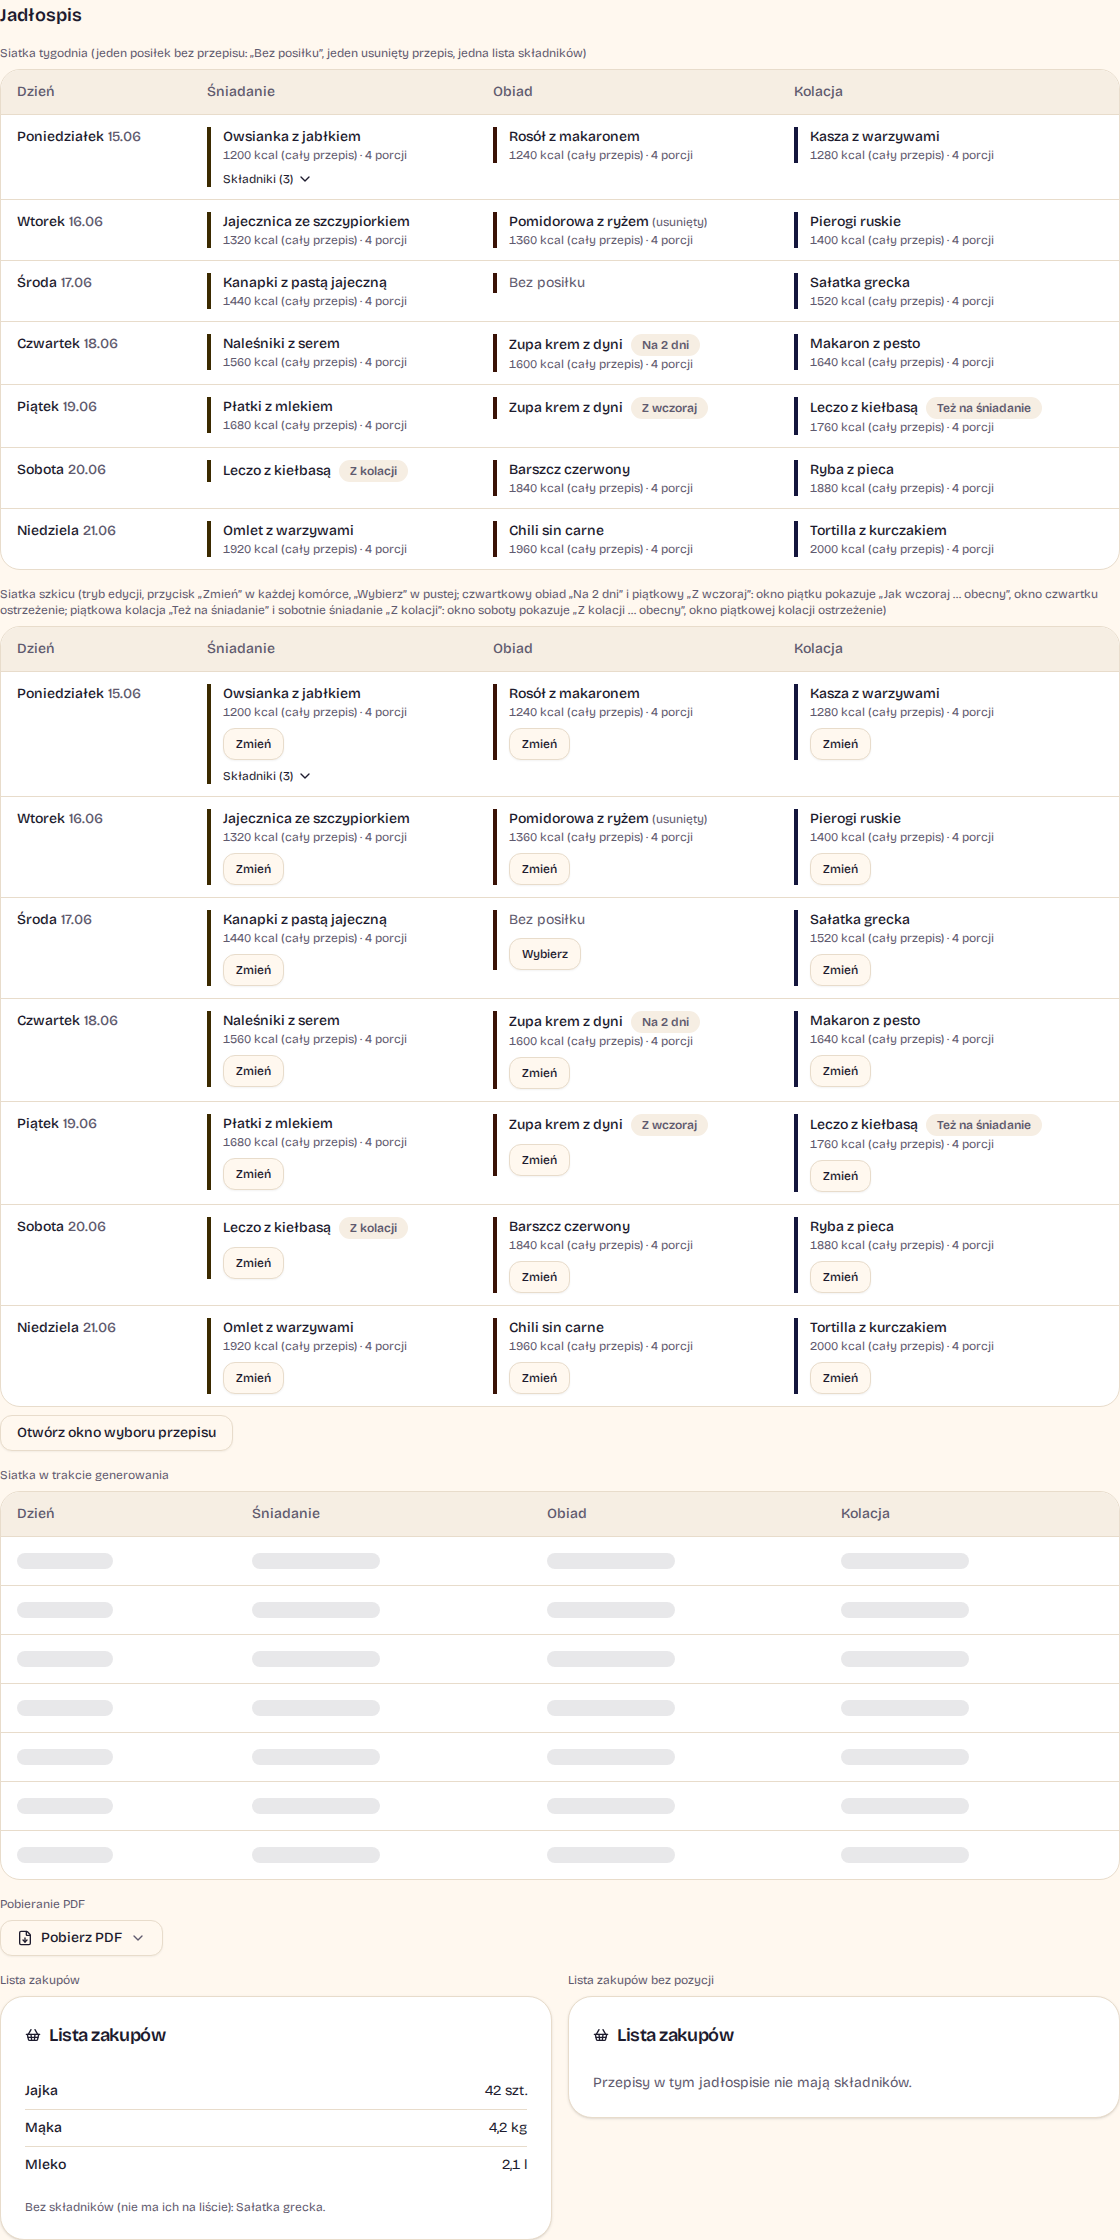 Jadłospis
Siatka tygodnia (jeden posiłek bez przepisu: „Bez posiłku”, jeden usunięty przepis, jedna lista składników)
Dzień Śniadanie Obiad Kolacja
Poniedziałek 15.06 Owsianka z jabłkiem Rosół z makaronem Kasza z warzywami
1200 kcal (cały przepis) · 4 porcji 1240 kcal (cały przepis) · 4 porcji 1280 kcal (cały przepis) · 4 porcji
Składniki (3)
Wtorek 16.06 Jajecznica ze szczypiorkiem Pomidorowa z ryżem (usunięty) Pierogi ruskie
1320 kcal (cały przepis) · 4 porcji 1360 kcal (cały przepis) · 4 porcji 1400 kcal (cały przepis) · 4 porcji
Środa 17.06 Kanapki z pastą jajeczną Bez posiłku Sałatka grecka
1440 kcal (cały przepis) · 4 porcji 1520 kcal (cały przepis) · 4 porcji
Czwartek 18.06 Naleśniki z serem Zupa krem z dyni Na 2 dni Makaron z pesto
1560 kcal (cały przepis) · 4 porcji 1600 kcal (cały przepis) · 4 porcji 1640 kcal (cały przepis) · 4 porcji
Piątek 19.06 Płatki z mlekiem Zupa krem z dyni Z wczoraj Leczo z kiełbasą Też na śniadanie
1680 kcal (cały przepis) · 4 porcji 1760 kcal (cały przepis) · 4 porcji
Sobota 20.06 Leczo z kiełbasą Z kolacji Barszcz czerwony Ryba z pieca
1840 kcal (cały przepis) · 4 porcji 1880 kcal (cały przepis) · 4 porcji
Niedziela 21.06 Omlet z warzywami Chili sin carne Tortilla z kurczakiem
1920 kcal (cały przepis) · 4 porcji 1960 kcal (cały przepis) · 4 porcji 2000 kcal (cały przepis) · 4 porcji
Siatka szkicu (tryb edycji, przycisk „Zmień” w każdej komórce, „Wybierz” w pustej; czwartkowy obiad „Na 2 dni” i piątkowy „Z wczoraj”: okno piątku pokazuje „Jak wczoraj … obecny”, okno czwartku
ostrzeżenie; piątkowa kolacja „Też na śniadanie” i sobotnie śniadanie „Z kolacji”: okno soboty pokazuje „Z kolacji … obecny”, okno piątkowej kolacji ostrzeżenie)
Dzień Śniadanie Obiad Kolacja
Poniedziałek 15.06 Owsianka z jabłkiem Rosół z makaronem Kasza z warzywami
1200 kcal (cały przepis) · 4 porcji 1240 kcal (cały przepis) · 4 porcji 1280 kcal (cały przepis) · 4 porcji
Zmień Zmień Zmień
Składniki (3)
Wtorek 16.06 Jajecznica ze szczypiorkiem Pomidorowa z ryżem (usunięty) Pierogi ruskie
1320 kcal (cały przepis) · 4 porcji 1360 kcal (cały przepis) · 4 porcji 1400 kcal (cały przepis) · 4 porcji
Zmień Zmień Zmień
Środa 17.06 Kanapki z pastą jajeczną Bez posiłku Sałatka grecka
1440 kcal (cały przepis) · 4 porcji 1520 kcal (cały przepis) · 4 porcji
Zmień Wybierz Zmień
Czwartek 18.06 Naleśniki z serem Zupa krem z dyni Na 2 dni Makaron z pesto
1560 kcal (cały przepis) · 4 porcji 1600 kcal (cały przepis) · 4 porcji 1640 kcal (cały przepis) · 4 porcji
Zmień Zmień Zmień
Piątek 19.06 Płatki z mlekiem Zupa krem z dyni Z wczoraj Leczo z kiełbasą Też na śniadanie
1680 kcal (cały przepis) · 4 porcji 1760 kcal (cały przepis) · 4 porcji
Zmień Zmień Zmień
Sobota 20.06 Leczo z kiełbasą Z kolacji Barszcz czerwony Ryba z pieca
1840 kcal (cały przepis) · 4 porcji 1880 kcal (cały przepis) · 4 porcji
Zmień Zmień Zmień
Niedziela 21.06 Omlet z warzywami Chili sin carne Tortilla z kurczakiem
1920 kcal (cały przepis) · 4 porcji 1960 kcal (cały przepis) · 4 porcji 2000 kcal (cały przepis) · 4 porcji
Zmień Zmień Zmień
Otwórz okno wyboru przepisu
Siatka w trakcie generowania
Dzień Śniadanie Obiad Kolacja
Pobieranie PDF
Pobierz PDF
Lista zakupów
Lista zakupów
Jajka 42 szt.
Mąka 4,2 kg
Mleko 2,1 l
Bez składników (nie ma ich na liście): Sałatka grecka.
Lista zakupów bez pozycji
Lista zakupów
Przepisy w tym jadłospisie nie mają składników.